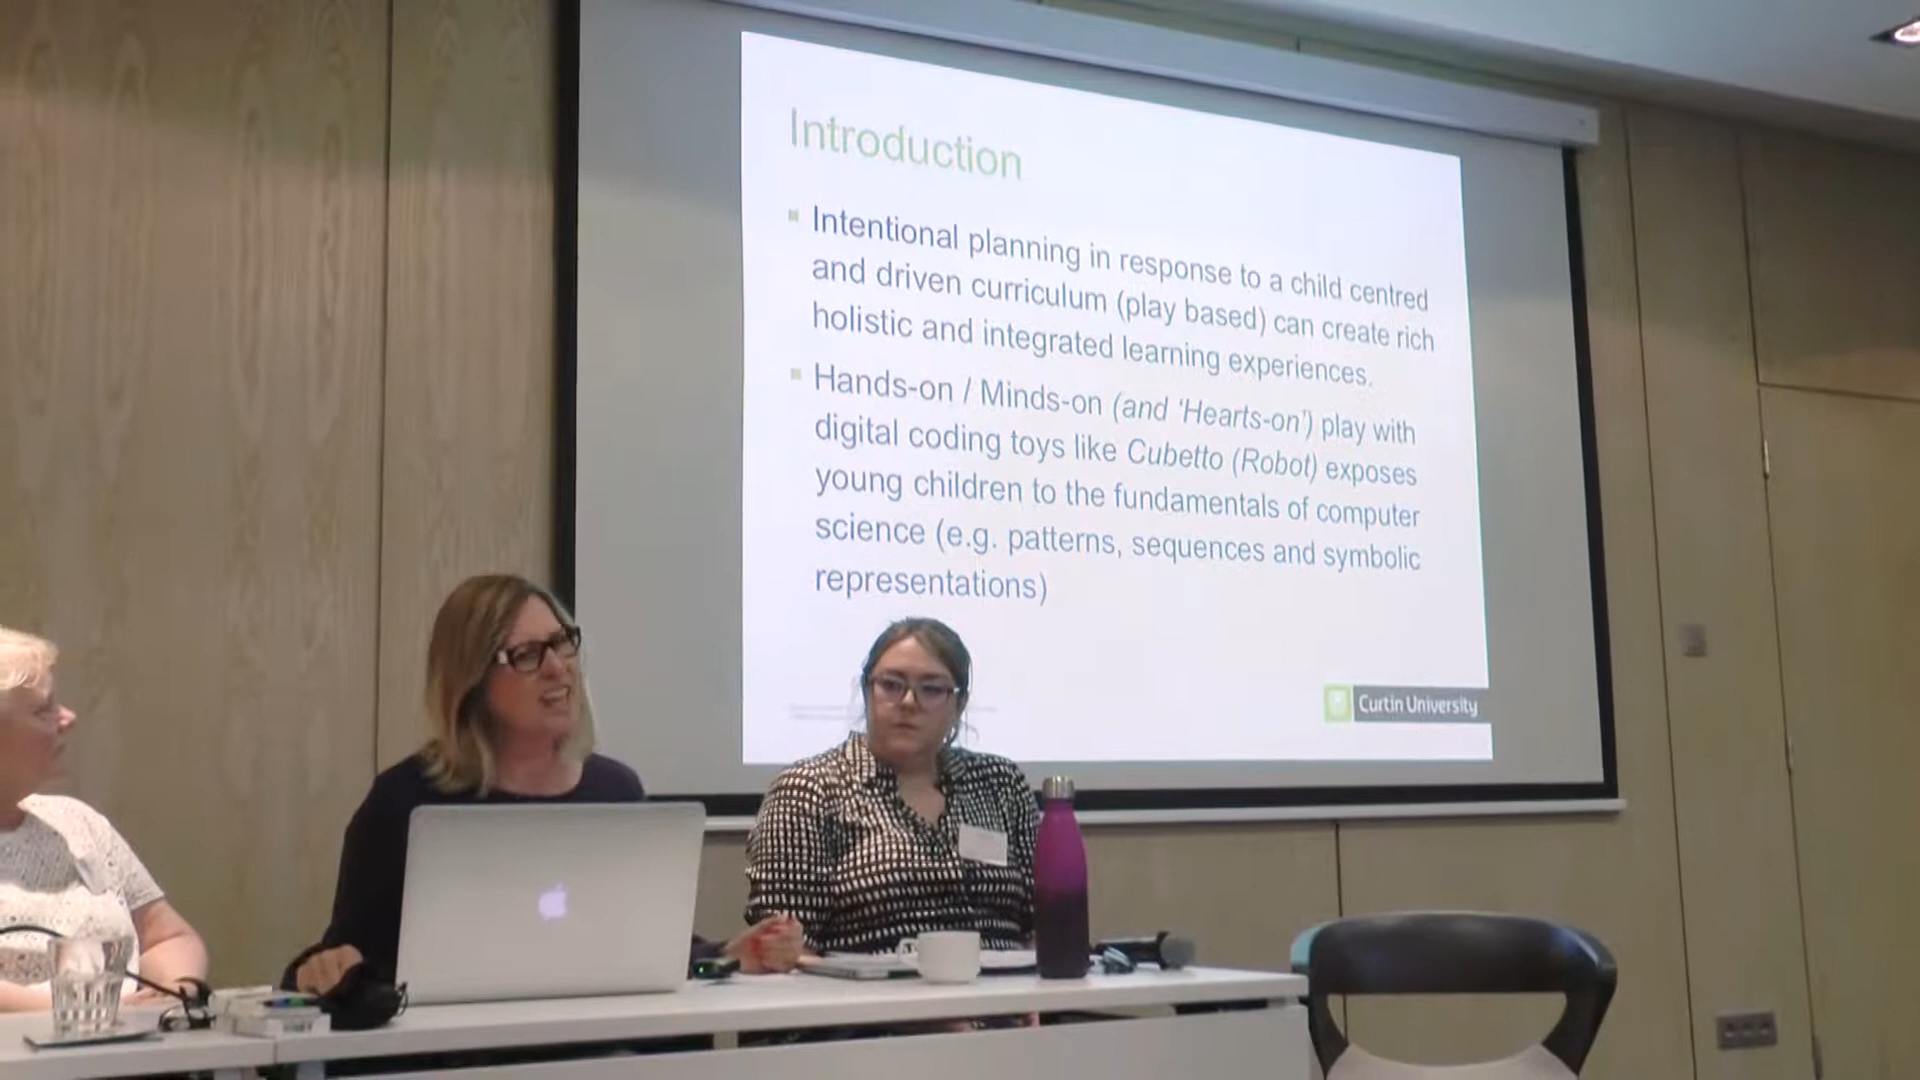 Introduction
Intentional planning in response to a child centred
and driven curriculum (play based) can create rich
holistic and integrated learning experiences.
Hands-on / Minds-on (and ‘Hearts-on’) play with
digital coding toys like Cubetto (Robot) exposes
young children to the fundamentals of computer
science (e.g. patterns, sequences and symbolic
representations)
Curtin University